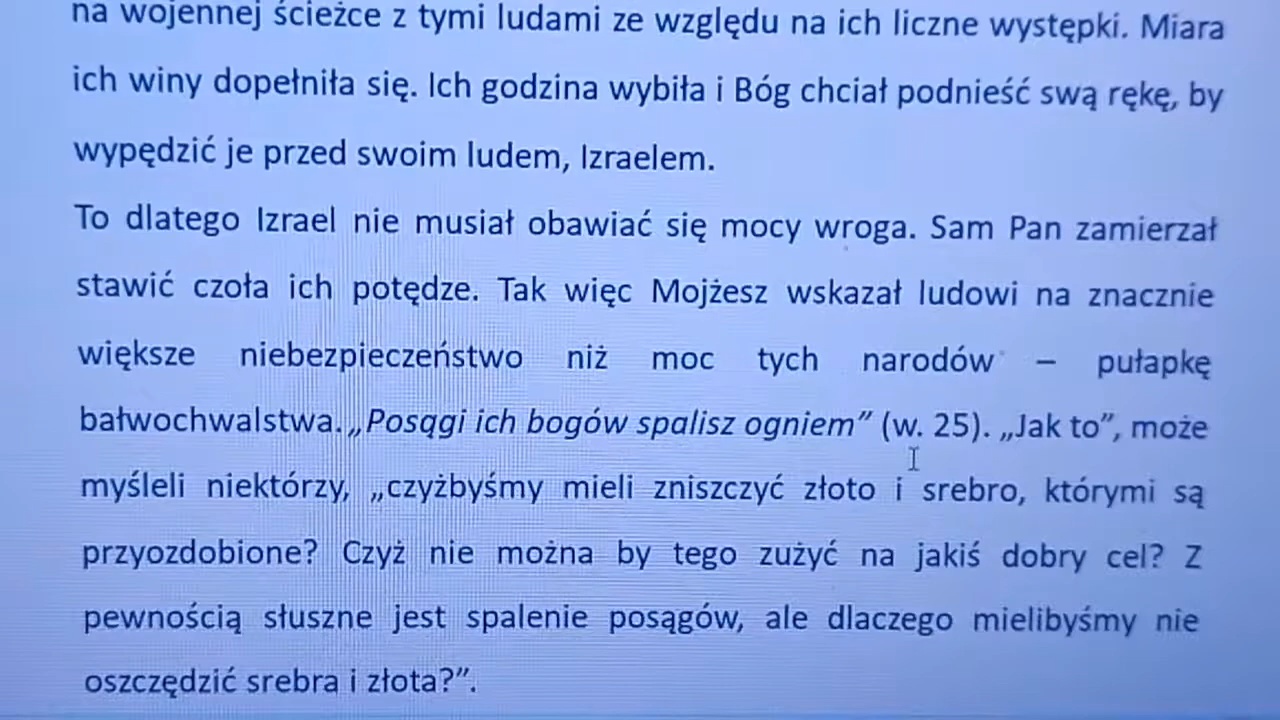 na wojennej ścieżce z tymi ludami ze względu na ich liczne występki. Miara
ich winy dopełniła się. Ich godzina wybiła i Bóg chciał podnieść swą rękę, by
wypędzić je przed swoim ludem, Izraelem.
To dlatego Izrael nie musiał obawiać się mocy wroga. Sam Pan zamierzał
stawić czoła ich potędze. Tak więc Mojżesz wskazał ludowi na znacznie
większe niebezpieczeństwo niż moc tych narodów – pułapkę
bałwochwalstwa. „Posągi ich bogów spalisz ogniem” (w. 25). „Jak to”, może
myśleli niektórzy, „czyżbyśmy mieli zniszczyć złoto i srebro, którymi są
przyozdobione? Czyż nie można by tego zużyć na jakiś dobry cel? Z
pewnością słuszne jest spalenie posągów, ale dlaczego mielibyśmy nie
oszczędzić srebra i złota?”.